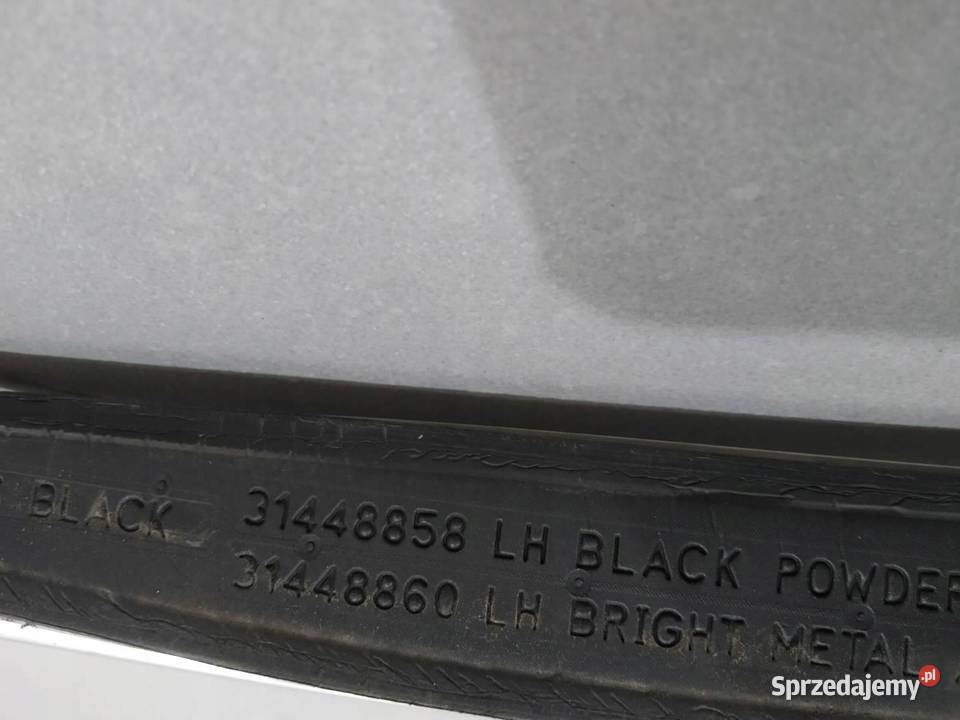 BLACK 31448858 LH BLACK POWDER
31448860 LH BRIGHT METAL
Sprzedajemy.pl